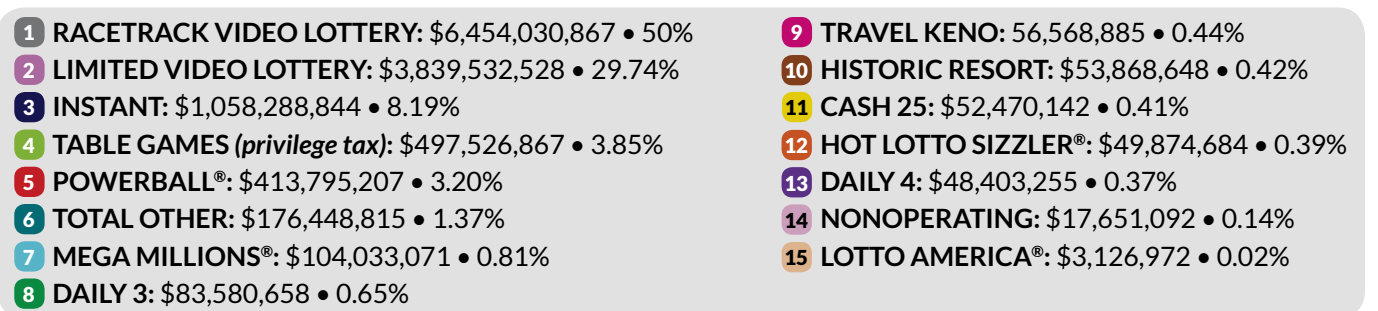 1 RACETRACK VIDEO LOTTERY: $6,454,030,867 • 50%
2 LIMITED VIDEO LOTTERY: $3,839,532,528 • 29.74%
3 INSTANT: $1,058,288,844 • 8.19%
4 TABLE GAMES (privilege tax): $497,526,867 • 3.85%
5 POWERBALL®: $413,795,207 • 3.20%
6 TOTAL OTHER: $176,448,815 • 1.37%
7 MEGA MILLIONS®: $104,033,071 • 0.81%
8 DAILY 3: $83,580,658 • 0.65%
9 TRAVEL KENO: 56,568,885 • 0.44%
10 HISTORIC RESORT: $53,868,648 • 0.42%
11 CASH 25: $52,470,142 • 0.41%
12 HOT LOTTO SIZZLER®: $49,874,684 • 0.39%
13 DAILY 4: $48,403,255 • 0.37%
14 NONOPERATING: $17,651,092 • 0.14%
15 LOTTO AMERICA®: $3,126,972 • 0.02%